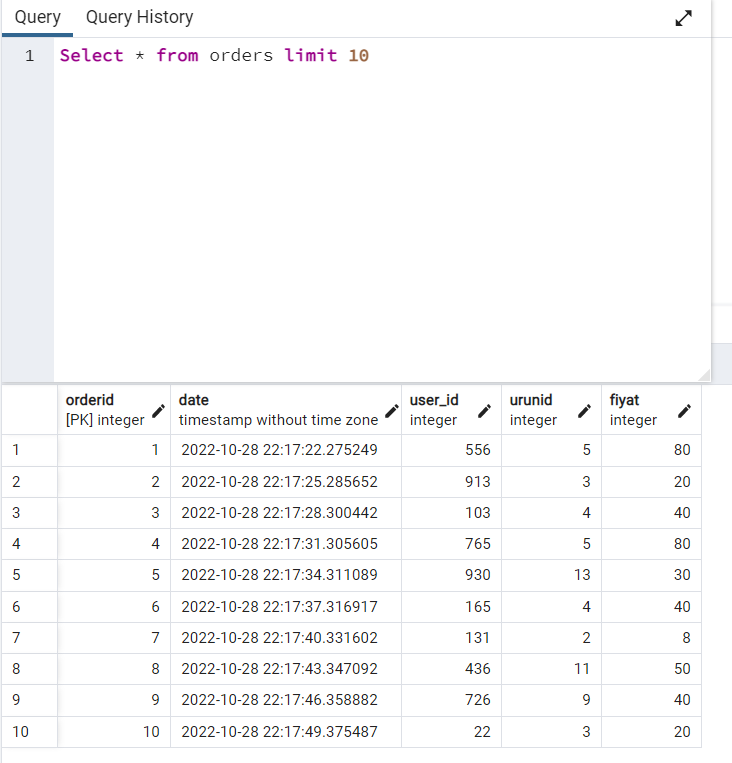 Query Query History
1 Select * from orders limit 10
orderid date user_id urunid fiyat
[PK] integer timestamp without time zone integer integer integer
1 1 2022-10-28 22:17:22.275249 556 5 80
2 2 2022-10-28 22:17:25.285652 913 3 20
3 3 2022-10-28 22:17:28.300442 103 4 40
4 4 2022-10-28 22:17:31.305605 765 5 80
5 5 2022-10-28 22:17:34.311089 930 13 30
6 6 2022-10-28 22:17:37.316917 165 4 40
7 7 2022-10-28 22:17:40.331602 131 2 8
8 8 2022-10-28 22:17:43.347092 436 11 50
9 9 2022-10-28 22:17:46.358882 726 9 40
10 10 2022-10-28 22:17:49.375487 22 3 20